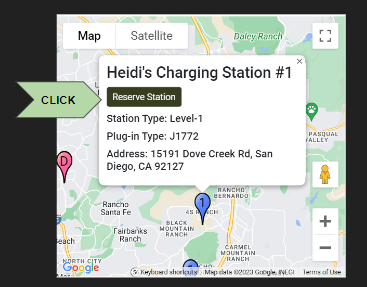 Map
Satellite
Daley Ranch
×
Heidi's Charging Station #1
CLICK
Reserve Station
Station Type: Level-1
Plug-in Type: J1772
Address: 15191 Dove Creek Rd, San
Diego, CA 92127
PASQUAL
VALLEY
D
1
RANCHO
BERNARDO
4S RANCH
Rancho
Santa Fe
BLACK
MOUNTAIN
RANCH
Fairbanks
Ranch
CARMEL
MOUNTAIN
RANCH
NORTH CITY
+
−
Google
Keyboard shortcuts
Map data ©2023 Google, INEGI
Terms of Use